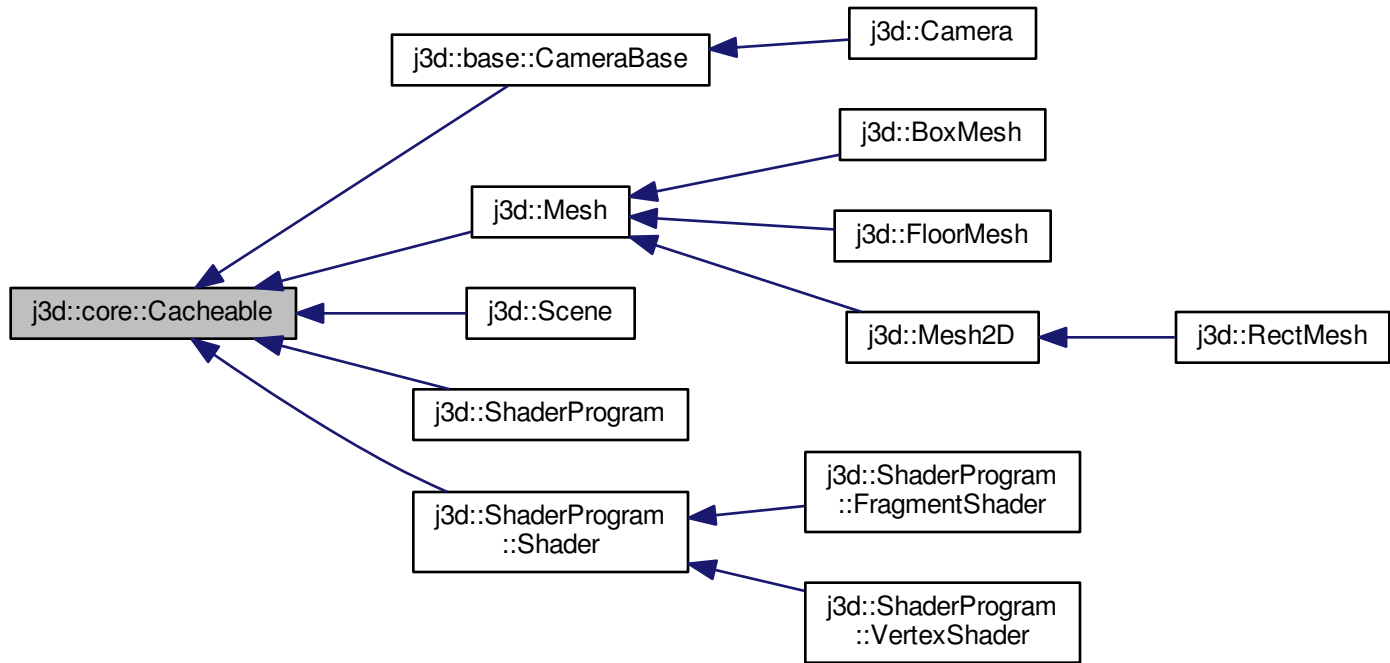 j3d::Camera
j3d::base::CameraBase
j3d::BoxMesh
j3d::Mesh
j3d::FloorMesh
j3d::core::Cacheable
j3d::Scene
j3d::Mesh2D
j3d::RectMesh
j3d::ShaderProgram
j3d::ShaderProgram
::FragmentShader
j3d::ShaderProgram
::Shader
j3d::ShaderProgram
::VertexShader